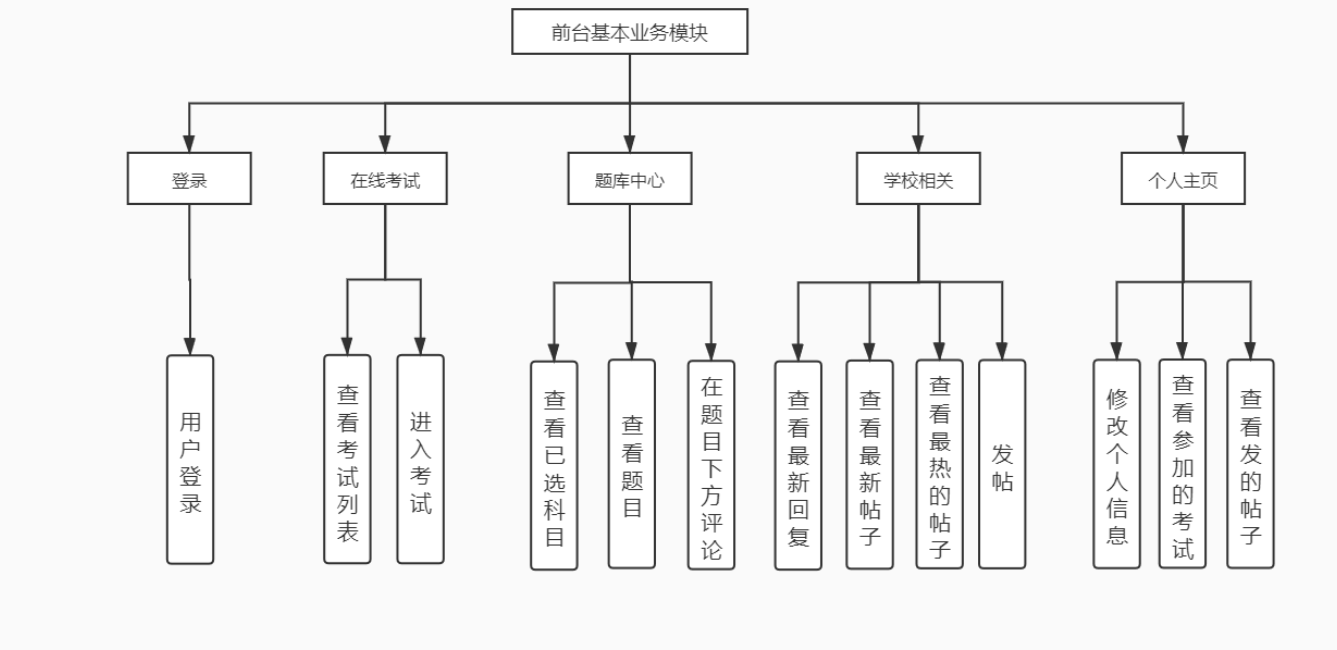 前台基本业务模块
登录
在线考试
题库中心
学校相关
个人主页
用户登录
查看考试列表
进入考试
查看已选科目
查看题目
在题目下方评论
查看最新回复
查看最新帖子
查看最热的帖子
发帖
修改个人信息
查看参加的考试
查看发的帖子